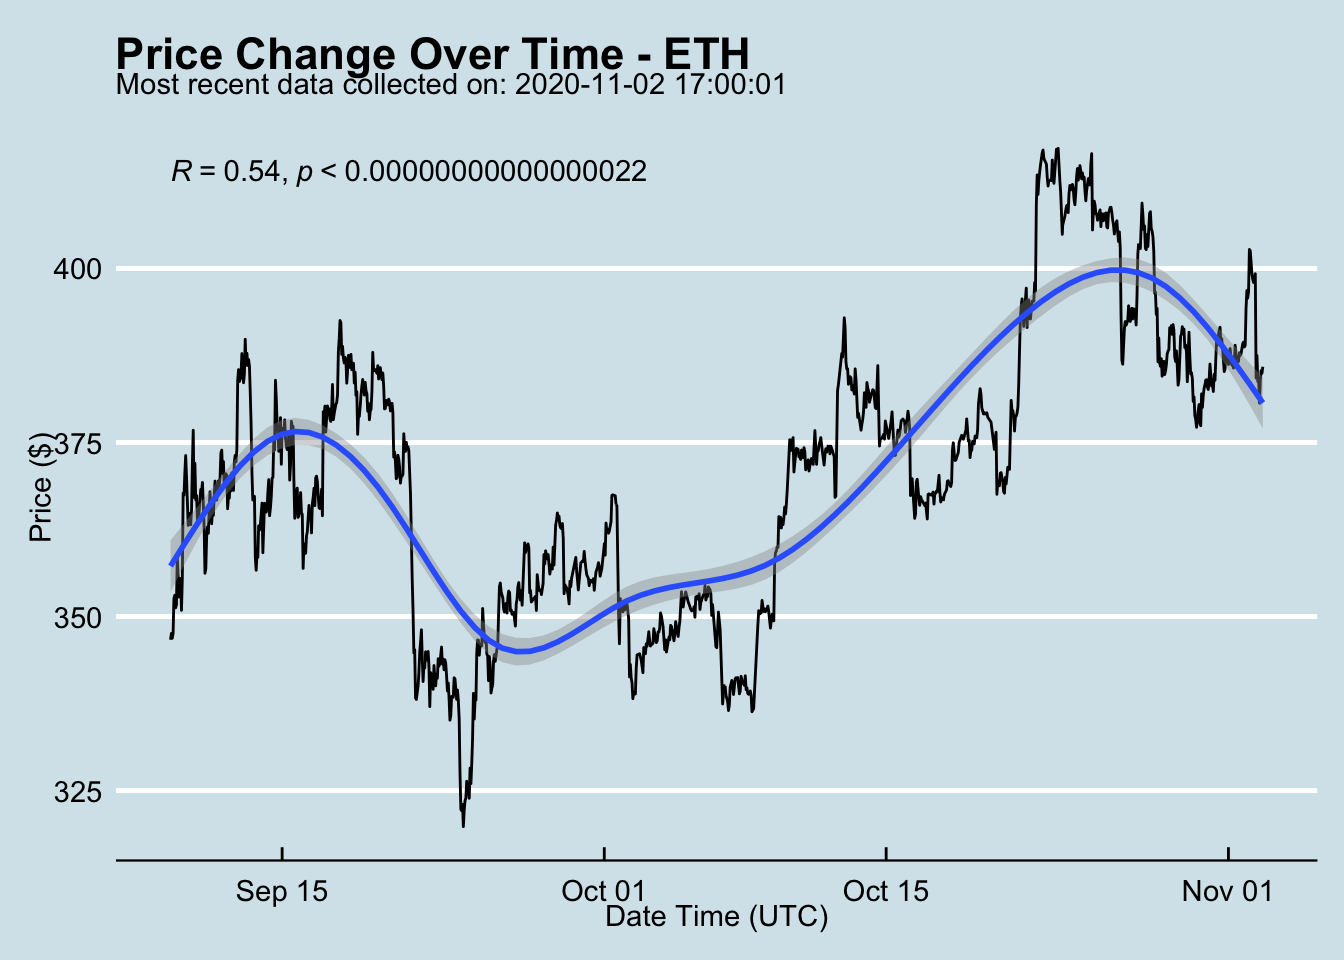 Price Change Over Time - ETH
Most recent data collected on: 2020-11-02 17:00:01
R = 0.54, p < 0.00000000000000022
400
375
350
325
Price ($)
Sep 15
Oct 01
Oct 15
Nov 01
Date Time (UTC)